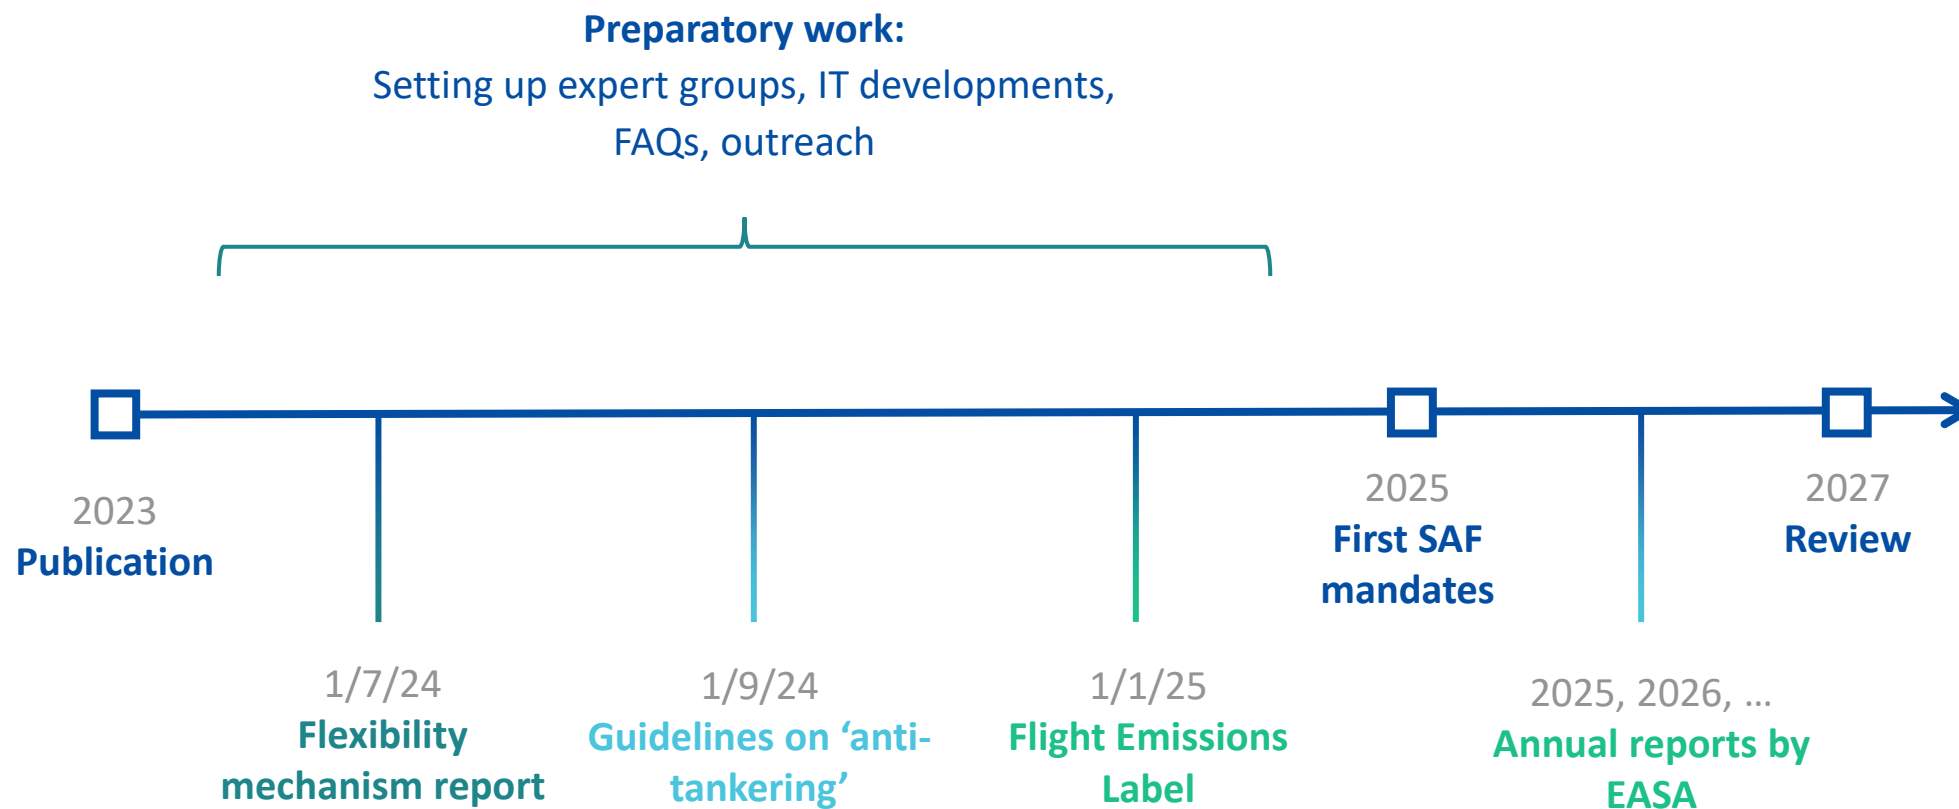 Preparatory work:
Setting up expert groups, IT developments,
FAQs, outreach
2023
Publication
1/7/24
Flexibility
mechanism report
1/9/24
Guidelines on ‘anti-
tankering’
1/1/25
Flight Emissions
Label
2025
First SAF
mandates
2025, 2026, ...
Annual reports by
EASA
2027
Review